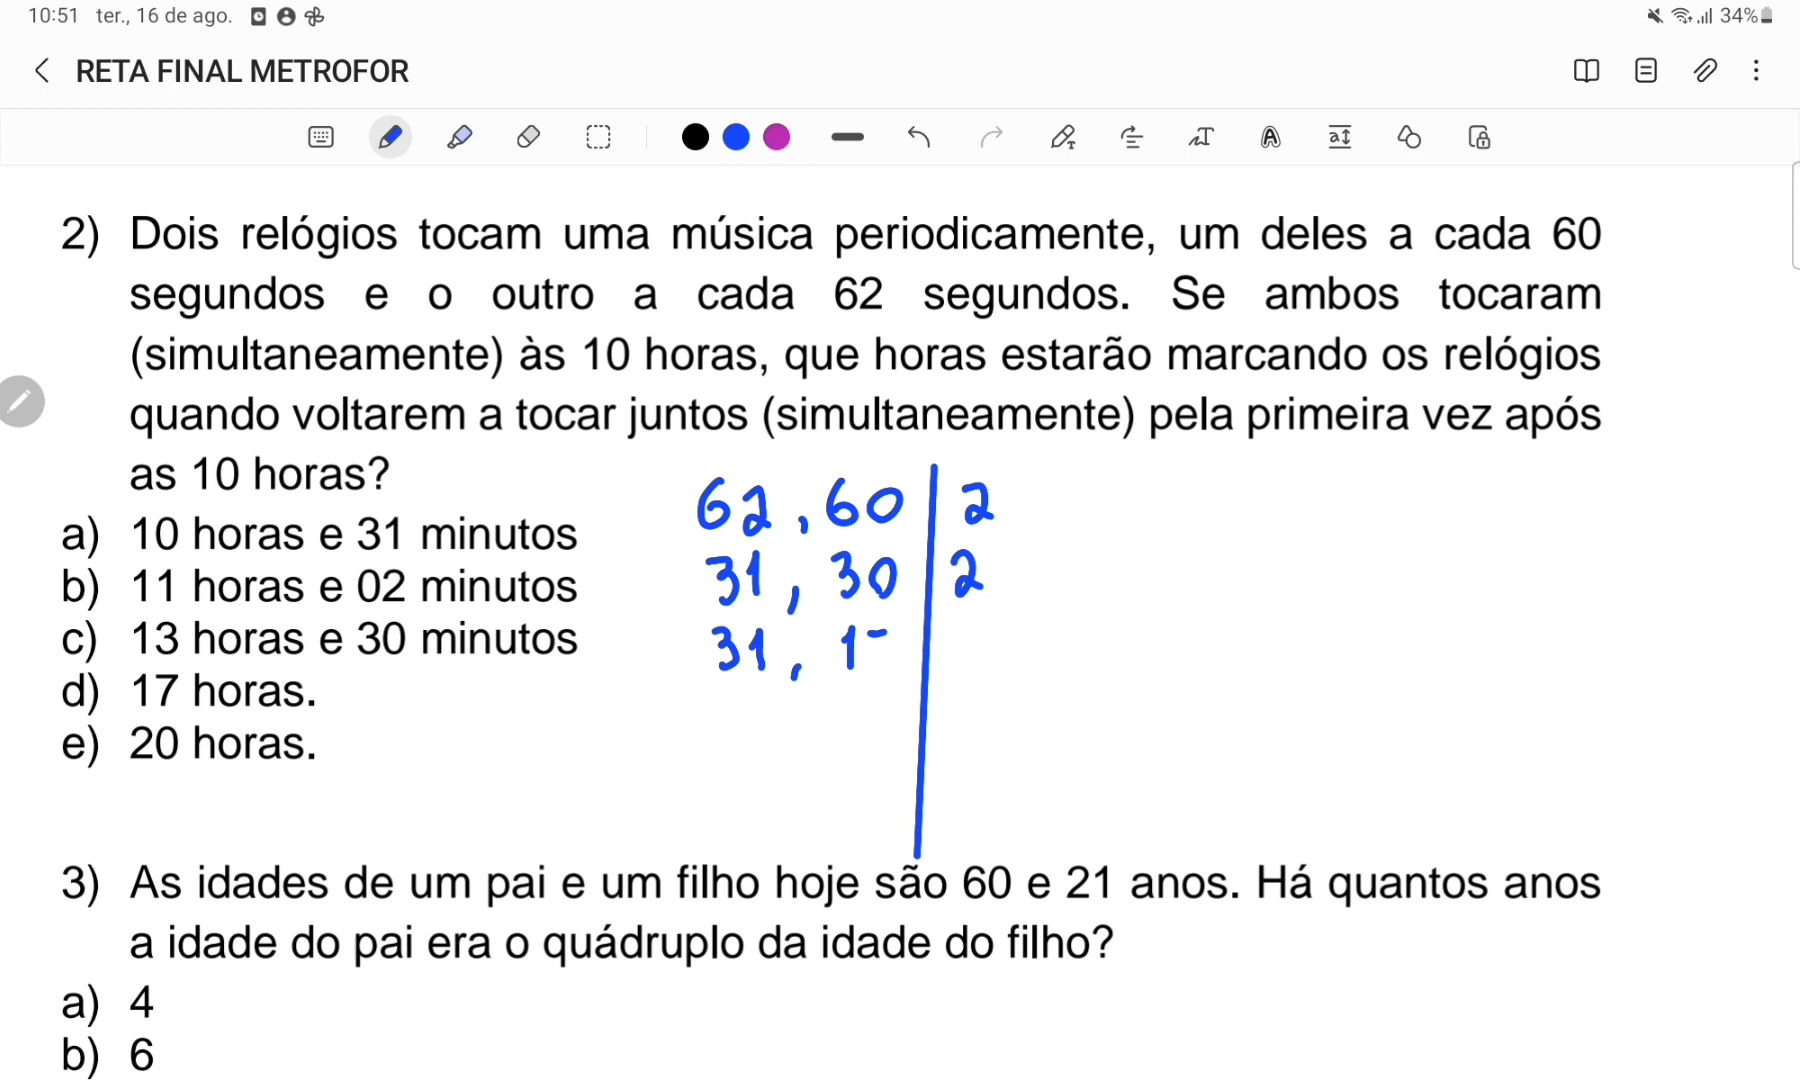 10:51 ter., 16 de ago.
34%
RETA FINAL METROFOR
2) Dois relógios tocam uma música periodicamente, um deles a cada 60
segundos e o outro a cada 62 segundos. Se ambos tocaram
(simultaneamente) às 10 horas, que horas estarão marcando os relógios
quando voltarem a tocar juntos (simultaneamente) pela primeira vez após
as 10 horas?
a) 10 horas e 31 minutos
b) 11 horas e 02 minutos
c) 13 horas e 30 minutos
d) 17 horas.
e) 20 horas.
62, 60 | 2
31, 30 | 2
31, 1
3) As idades de um pai e um filho hoje são 60 e 21 anos. Há quantos anos
a idade do pai era o quádruplo da idade do filho?
a) 4
b) 6